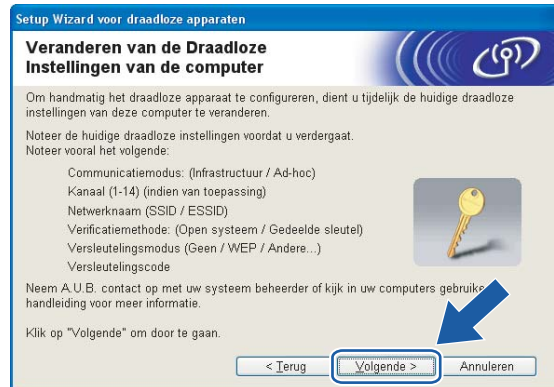 Setup Wizard voor draadloze apparaten
Veranderen van de Draadloze
Instellingen van de computer
Om handmatig het draadloze apparaat te configureren, dient u tijdelijk de huidige draadloze
instellingen van deze computer te veranderen.
Noteer de huidige draadloze instellingen voordat u verdergaat.
Noteer vooral het volgende:
Communicatiemodus: (Infrastructuur / Ad-hoc)
Kanaal (1-14) (indien van toepassing)
Netwerknaam (SSID / ESSID)
Verificatiemethode: (Open systeem / Gedeelde sleutel)
Versleutelingsmodus (Geen / WEP / Andere...)
Versleutelingscode
Neem A.U.B. contact op met uw systeem beheerder of kijk in uw computers gebruike
handleiding voor meer informatie.
Klik op "Volgende" om door te gaan.
< Terug
Volgende >
Annuleren